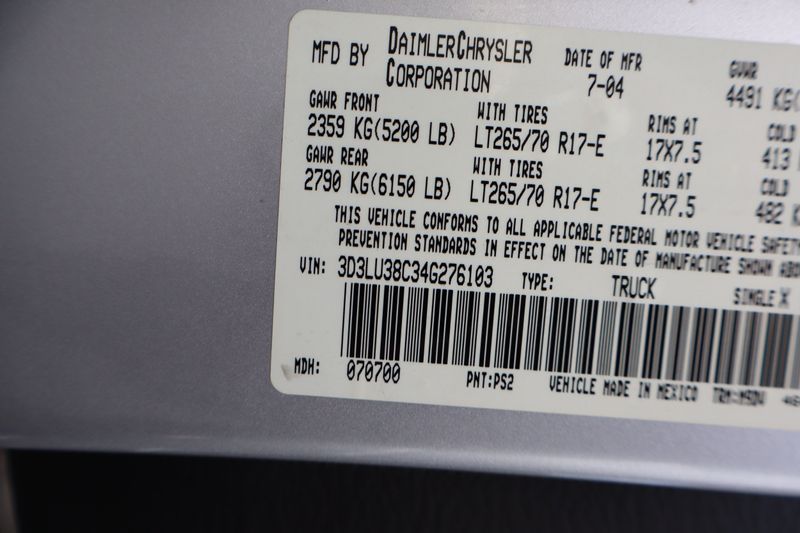 MFD BY DAIMLERCHRYSLER CORPORATION DATE OF MFR 7-04 GVWR 4491 KG(
GAWR FRONT WITH TIRES RIMS AT COLD
2359 KG(5200 LB) LT265/70 R17-E 17X7.5 413
GAWR REAR WITH TIRES RIMS AT COLD
2790 KG(6150 LB) LT265/70 R17-E 17X7.5 482 K
THIS VEHICLE CONFORMS TO ALL APPLICABLE FEDERAL MOTOR VEHICLE SAFETY
PREVENTION STANDARDS IN EFFECT ON THE DATE OF MANUFACTURE SHOWN ABO
VIN: 3D3LU38C34G276103 TYPE: TRUCK SINGLE X
MDH: 070700 PNT:PS2 VEHICLE MADE IN MEXICO